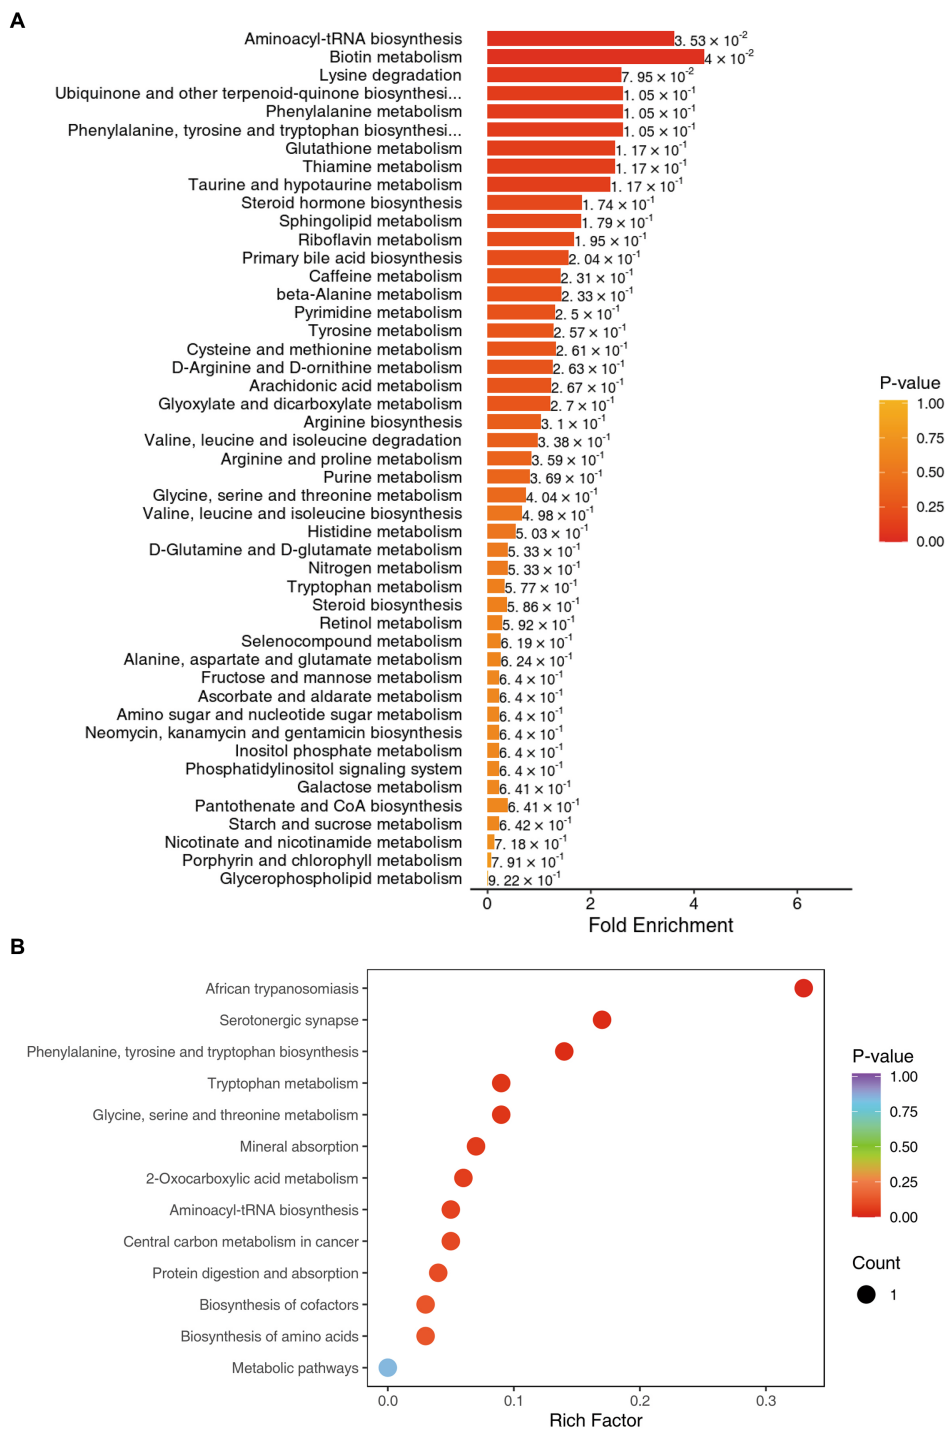 A
Aminoacyl-tRNA biosynthesis 3. 53 × 10-2
Biotin metabolism 4 × 10-2
Lysine degradation 7. 95 × 10-2
Ubiquinone and other terpenoid-quinone biosynthesi... 1. 05 × 10-1
Phenylalanine metabolism 1. 05 × 10-1
Phenylalanine, tyrosine and tryptophan biosynthesi... 1. 05 × 10-1
Glutathione metabolism 1. 17 × 10-1
Thiamine metabolism 1. 17 × 10-1
Taurine and hypotaurine metabolism 1. 17 × 10-1
Steroid hormone biosynthesis 1. 74 × 10-1
Sphingolipid metabolism 1. 79 × 10-1
Riboflavin metabolism 1. 95 × 10-1
Primary bile acid biosynthesis 2. 04 × 10-1
Caffeine metabolism 2. 31 × 10-1
beta-Alanine metabolism 2. 33 × 10-1
Pyrimidine metabolism 2. 5 × 10-1
Tyrosine metabolism 2. 57 × 10-1
Cysteine and methionine metabolism 2. 61 × 10-1
D-Arginine and D-ornithine metabolism 2. 63 × 10-1
Arachidonic acid metabolism 2. 67 × 10-1
Glyoxylate and dicarboxylate metabolism 2. 7 × 10-1
Arginine biosynthesis 3. 1 × 10-1
Valine, leucine and isoleucine degradation 3. 38 × 10-1
Arginine and proline metabolism 3. 59 × 10-1
Purine metabolism 3. 69 × 10-1
Glycine, serine and threonine metabolism 4. 04 × 10-1
Valine, leucine and isoleucine biosynthesis 4. 98 × 10-1
Histidine metabolism 5. 03 × 10-1
D-Glutamine and D-glutamate metabolism 5. 33 × 10-1
Nitrogen metabolism 5. 33 × 10-1
Tryptophan metabolism 5. 77 × 10-1
Steroid biosynthesis 5. 86 × 10-1
Retinol metabolism 5. 92 × 10-1
Selenocompound metabolism 6. 19 × 10-1
Alanine, aspartate and glutamate metabolism 6. 24 × 10-1
Fructose and mannose metabolism 6. 4 × 10-1
Ascorbate and aldarate metabolism 6. 4 × 10-1
Amino sugar and nucleotide sugar metabolism 6. 4 × 10-1
Neomycin, kanamycin and gentamicin biosynthesis 6. 4 × 10-1
Inositol phosphate metabolism 6. 4 × 10-1
Phosphatidylinositol signaling system 6. 4 × 10-1
Galactose metabolism 6. 41 × 10-1
Pantothenate and CoA biosynthesis 6. 41 × 10-1
Starch and sucrose metabolism 6. 42 × 10-1
Nicotinate and nicotinamide metabolism 7. 18 × 10-1
Porphyrin and chlorophyll metabolism 7. 91 × 10-1
Glycerophospholipid metabolism 9. 22 × 10-1
0 2 4 6
Fold Enrichment
P-value
1.00
0.75
0.50
0.25
0.00
B
African trypanosomiasis
Serotonergic synapse
Phenylalanine, tyrosine and tryptophan biosynthesis
Tryptophan metabolism
Glycine, serine and threonine metabolism
Mineral absorption
2-Oxocarboxylic acid metabolism
Aminoacyl-tRNA biosynthesis
Central carbon metabolism in cancer
Protein digestion and absorption
Biosynthesis of cofactors
Biosynthesis of amino acids
Metabolic pathways
0.0 0.1 0.2 0.3
Rich Factor
P-value
1.00
0.75
0.50
0.25
0.00
Count
1